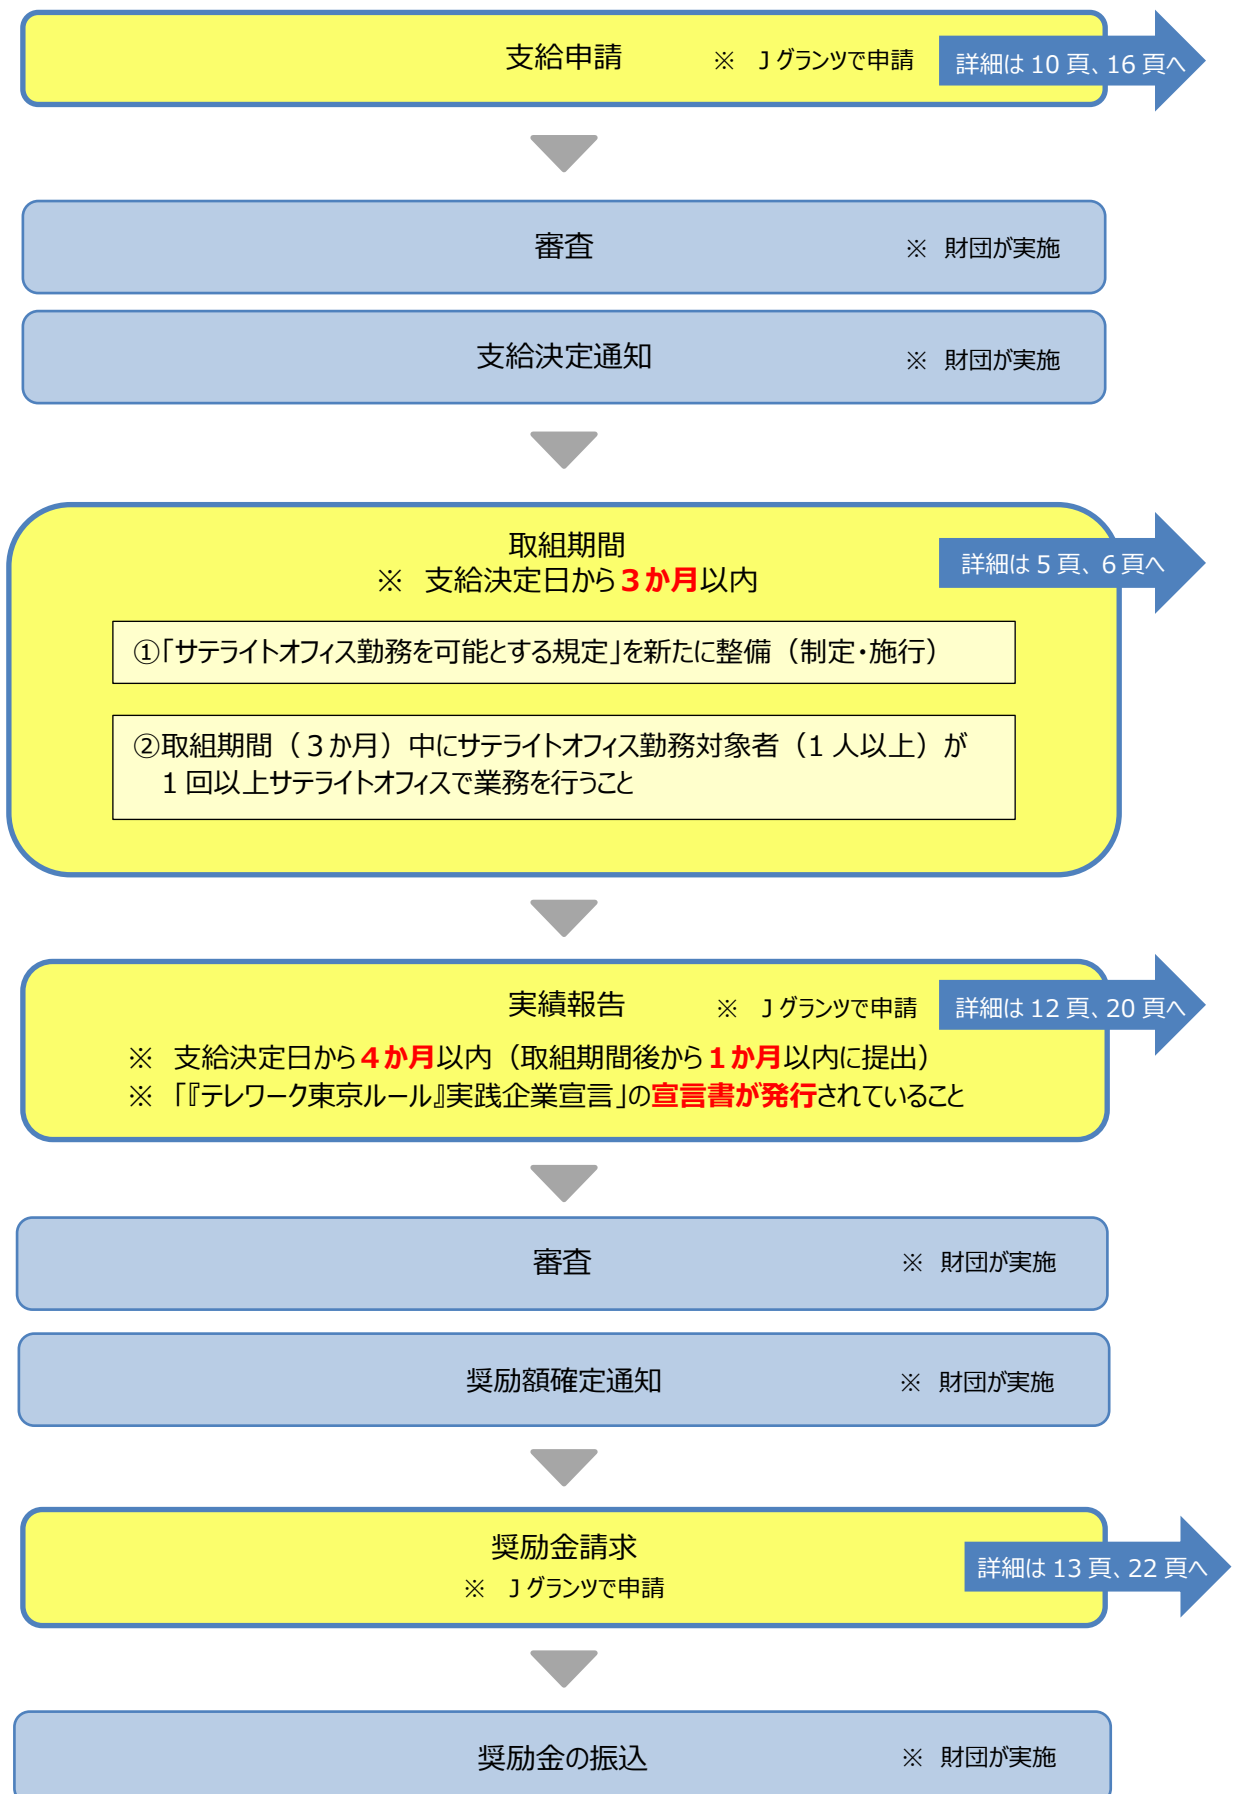 支給申請　※　Jグランツで申請
詳細は 10 頁、16 頁へ
審査　※　財団が実施
支給決定通知　※　財団が実施
取組期間
※　支給決定日から３か月以内
詳細は 5 頁、6 頁へ
①「サテライトオフィス勤務を可能とする規定」を新たに整備（制定・施行）
②取組期間（３か月）中にサテライトオフィス勤務対象者（1 人以上）が
1 回以上サテライトオフィスで業務を行うこと
実績報告　※　Jグランツで申請
詳細は 12 頁、20 頁へ
※　支給決定日から４か月以内（取組期間後から１か月以内に提出）
※　「『テレワーク東京ルール』実践企業宣言」の宣言書が発行されていること
審査　※　財団が実施
奨励額確定通知　※　財団が実施
奨励金請求
※　Jグランツで申請
詳細は 13 頁、22 頁へ
奨励金の振込　※　財団が実施